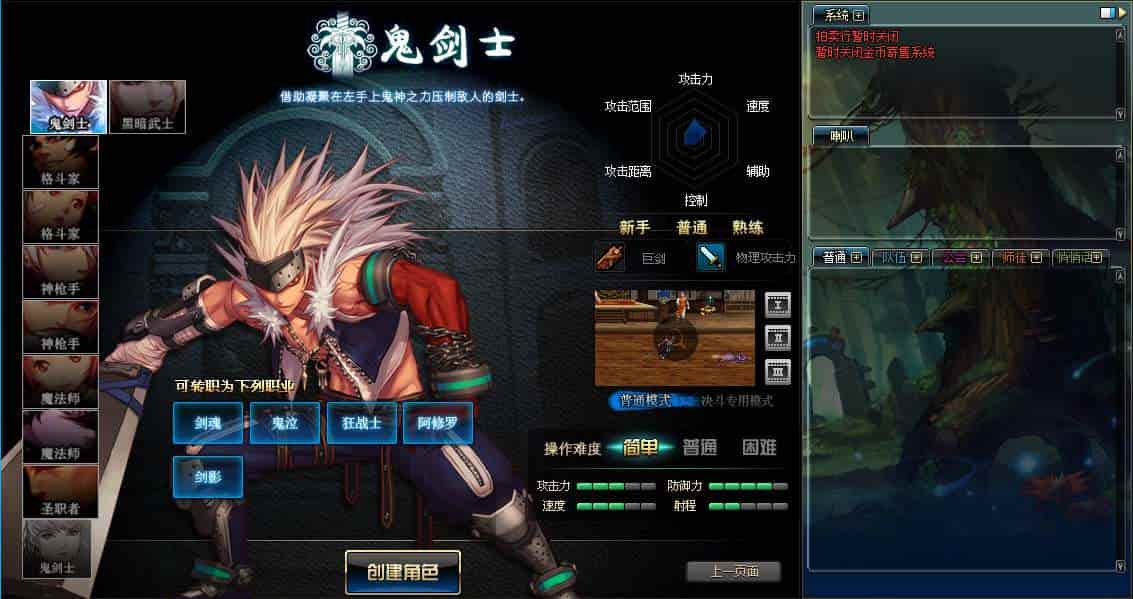 鬼剑士
借助凝聚在左手上鬼神之力压制敌人的剑士。
鬼剑士
黑暗武士
格斗家
格斗家
神枪手
神枪手
魔法师
魔法师
圣职者
鬼剑士
可转职为下列职业
剑魂 鬼泣 狂战士 阿修罗
剑影
创建角色
攻击力
攻击范围 速度
攻击距离 辅助
控制
新手 普通 熟练
巨剑 物理攻击力
I
II
III
普通模式 决斗专用模式
操作难度 简单 普通 困难
攻击力 防御力
速度 射程
上一页面
系统
拍卖行暂时关闭
暂时关闭金币寄售系统
喇叭
普通 队伍 公会 师徒 悄悄话